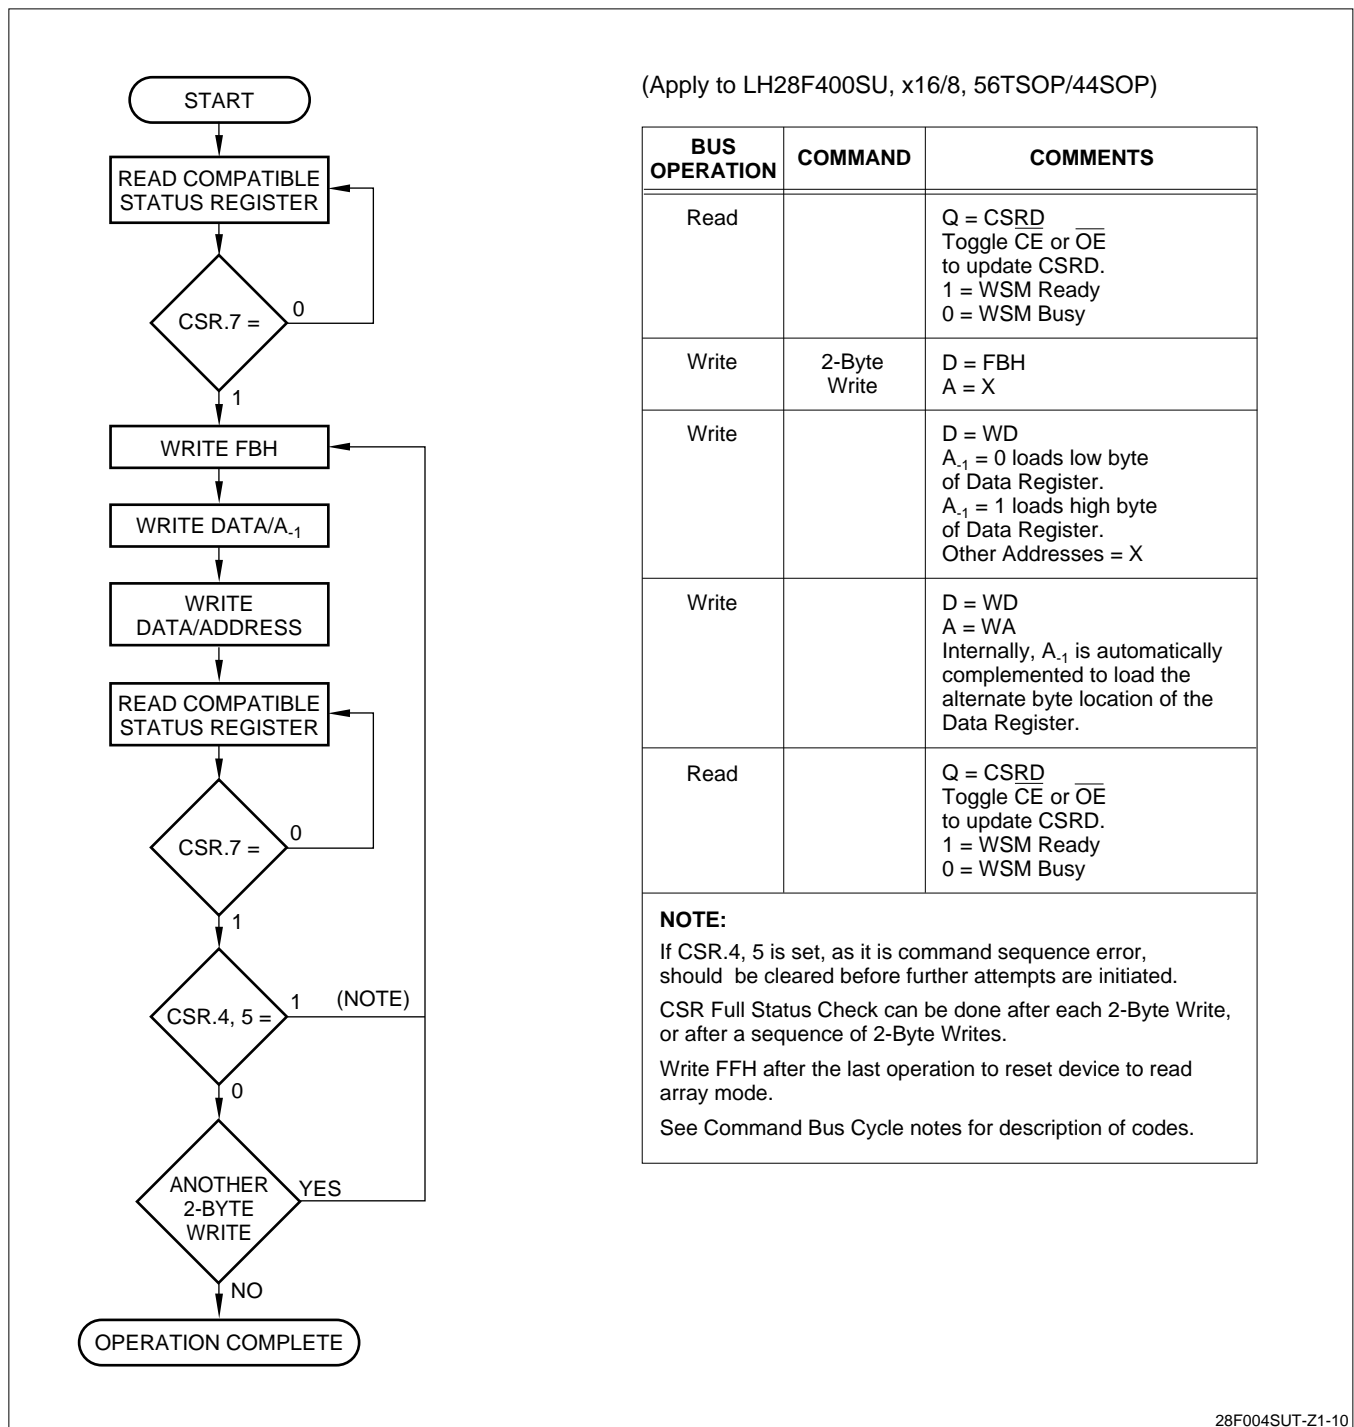 START
READ COMPATIBLE
STATUS REGISTER
CSR.7 =
0
1
WRITE FBH
WRITE DATA/A-1
WRITE
DATA/ADDRESS
READ COMPATIBLE
STATUS REGISTER
CSR.7 =
0
1
CSR.4, 5 =
1
(NOTE)
0
ANOTHER
2-BYTE
WRITE
YES
NO
OPERATION COMPLETE
(Apply to LH28F400SU, x16/8, 56TSOP/44SOP)
BUS
OPERATION
COMMAND
COMMENTS
Read
Q = CSRD
Toggle CE or OE
to update CSRD.
1 = WSM Ready
0 = WSM Busy
Write
2-Byte
Write
D = FBH
A = X
Write
D = WD
A-1 = 0 loads low byte
of Data Register.
A-1 = 1 loads high byte
of Data Register.
Other Addresses = X
Write
D = WD
A = WA
Internally, A-1 is automatically
complemented to load the
alternate byte location of the
Data Register.
Read
Q = CSRD
Toggle CE or OE
to update CSRD.
1 = WSM Ready
0 = WSM Busy
NOTE:
If CSR.4, 5 is set, as it is command sequence error,
should be cleared before further attempts are initiated.
CSR Full Status Check can be done after each 2-Byte Write,
or after a sequence of 2-Byte Writes.
Write FFH after the last operation to reset device to read
array mode.
See Command Bus Cycle notes for description of codes.
28F004SUT-Z1-10